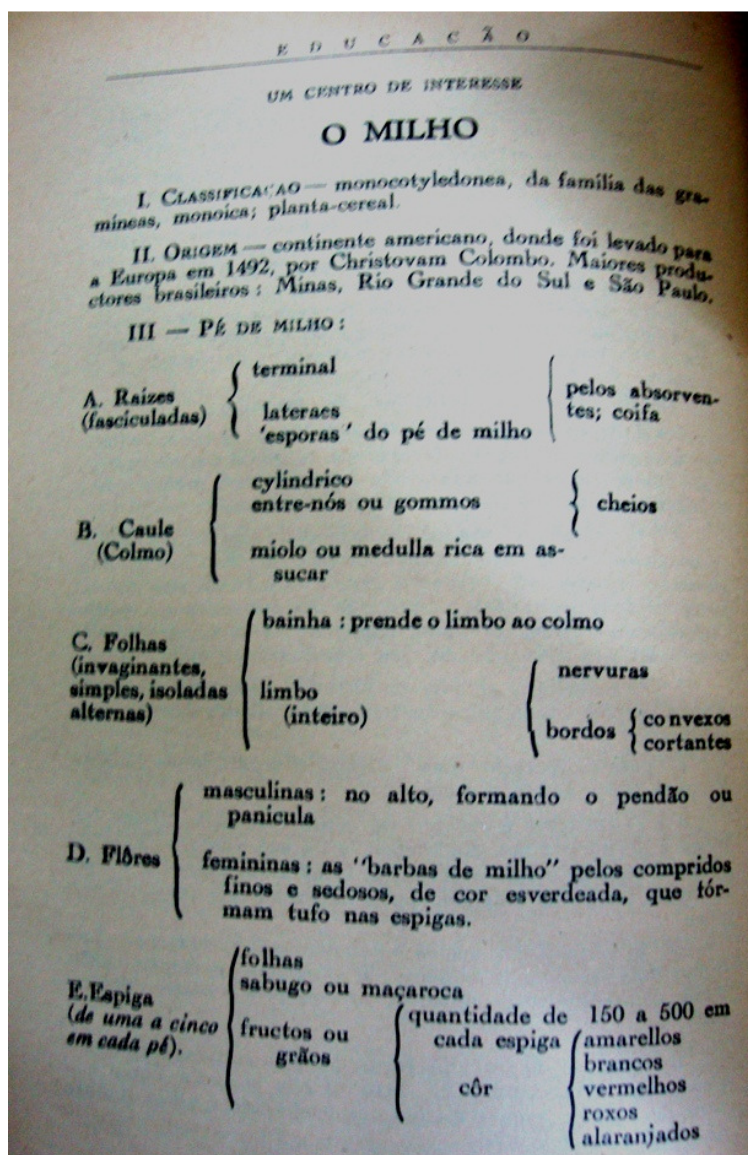 EDUCAÇÃO
UM CENTRO DE INTERESSE
O MILHO
I. CLASSIFICAÇAO — monocotyledonea, da família das gra-
mineas, monoica; planta-cereal.
II. ORIGEM — continente americano, donde foi levado para
a Europa em 1492, por Christovam Colombo. Maiores produ-
ctores brasileiros : Minas, Rio Grande do Sul e São Paulo.
III — PÉ DE MILHO :
A. Raízes
(fasciculadas)
terminal
lateraes
'esporas' do pé de milho
pelos absorven-
tes; coifa
B. Caule
(Colmo)
cylindrico
entre-nós ou gommos
cheios
miolo ou medulla rica em as-
sucar
C. Folhas
(invaginantes,
simples, isoladas
alternas)
bainha : prende o limbo ao colmo
limbo
(inteiro)
nervuras
bordos
convexos
cortantes
D. Flôres
masculinas : no alto, formando o pendão ou
panicula
femininas : as "barbas de milho" pelos compridos
finos e sedosos, de cor esverdeada, que fór-
mam tufo nas espigas.
E. Espiga
(de uma a cinco
em cada pé).
folhas
sabugo ou maçaroca
fructos ou
grãos
quantidade de 150 a 500 em
cada espiga
côr
amarellos
brancos
vermelhos
roxos
alaranjados